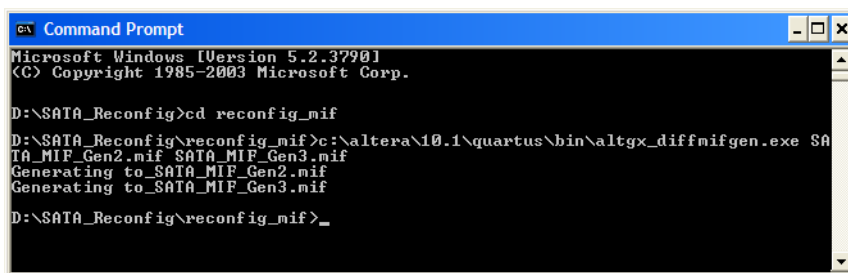 Command Prompt
Microsoft Windows [Version 5.2.3790]
(C) Copyright 1985-2003 Microsoft Corp.
D:\SATA_Reconfig>cd reconfig_mif
D:\SATA_Reconfig\reconfig_mif>c:\altera\10.1\quartus\bin\altgx_diffmifgen.exe SA
TA_MIF_Gen2.mif SATA_MIF_Gen3.mif
Generating to_SATA_MIF_Gen2.mif
Generating to_SATA_MIF_Gen3.mif
D:\SATA_Reconfig\reconfig_mif>_